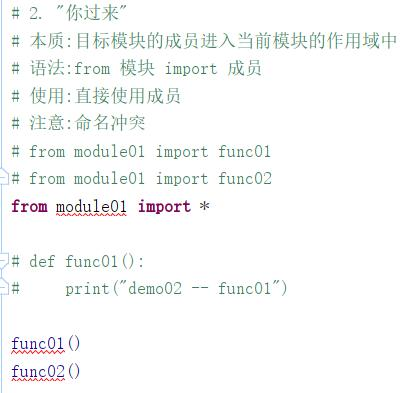 # 2. "你过来"
# 本质:目标模块的成员进入当前模块的作用域中
# 语法:from 模块 import 成员
# 使用:直接使用成员
# 注意:命名冲突
# from module01 import func01
# from module01 import func02
from module01 import *
# def func01():
#     print("demo02 -- func01")
func01()
func02()